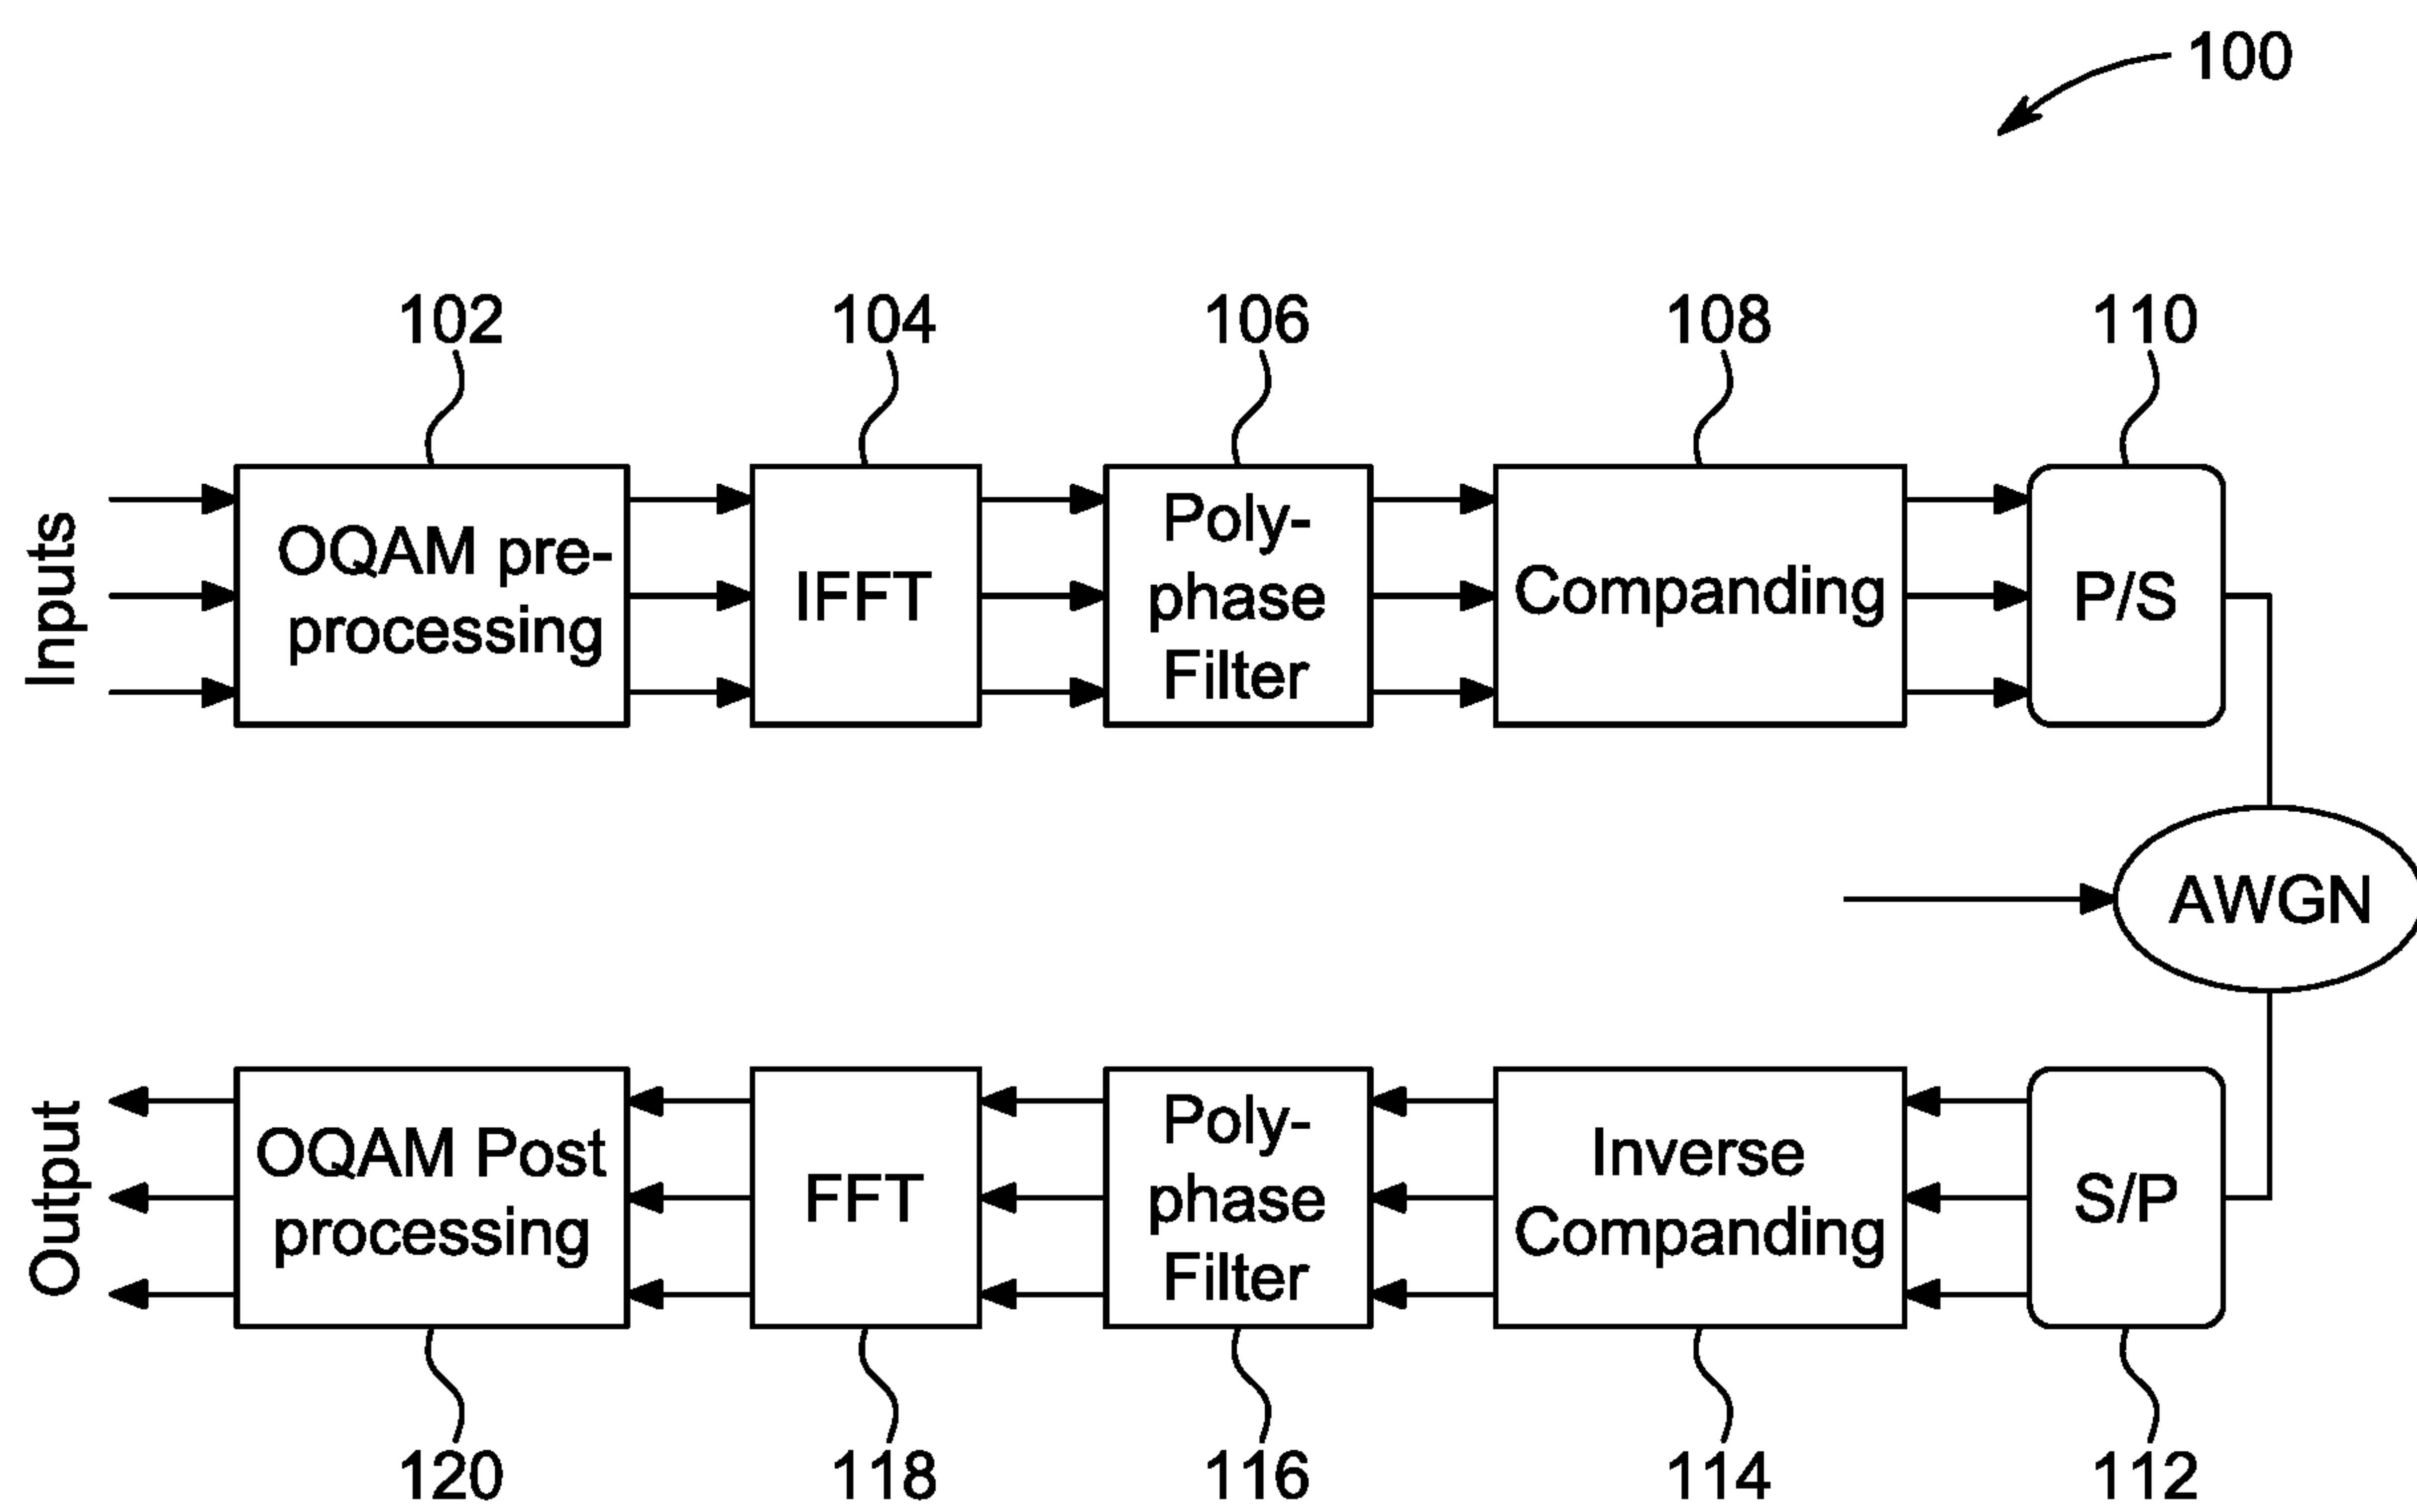 100
102
104
106
108
110
Inputs
OQAM pre-
processing
IFFT
Poly-
phase
Filter
Companding
P/S
AWGN
Output
OQAM Post
processing
FFT
Poly-
phase
Filter
Inverse
Companding
S/P
120
118
116
114
112